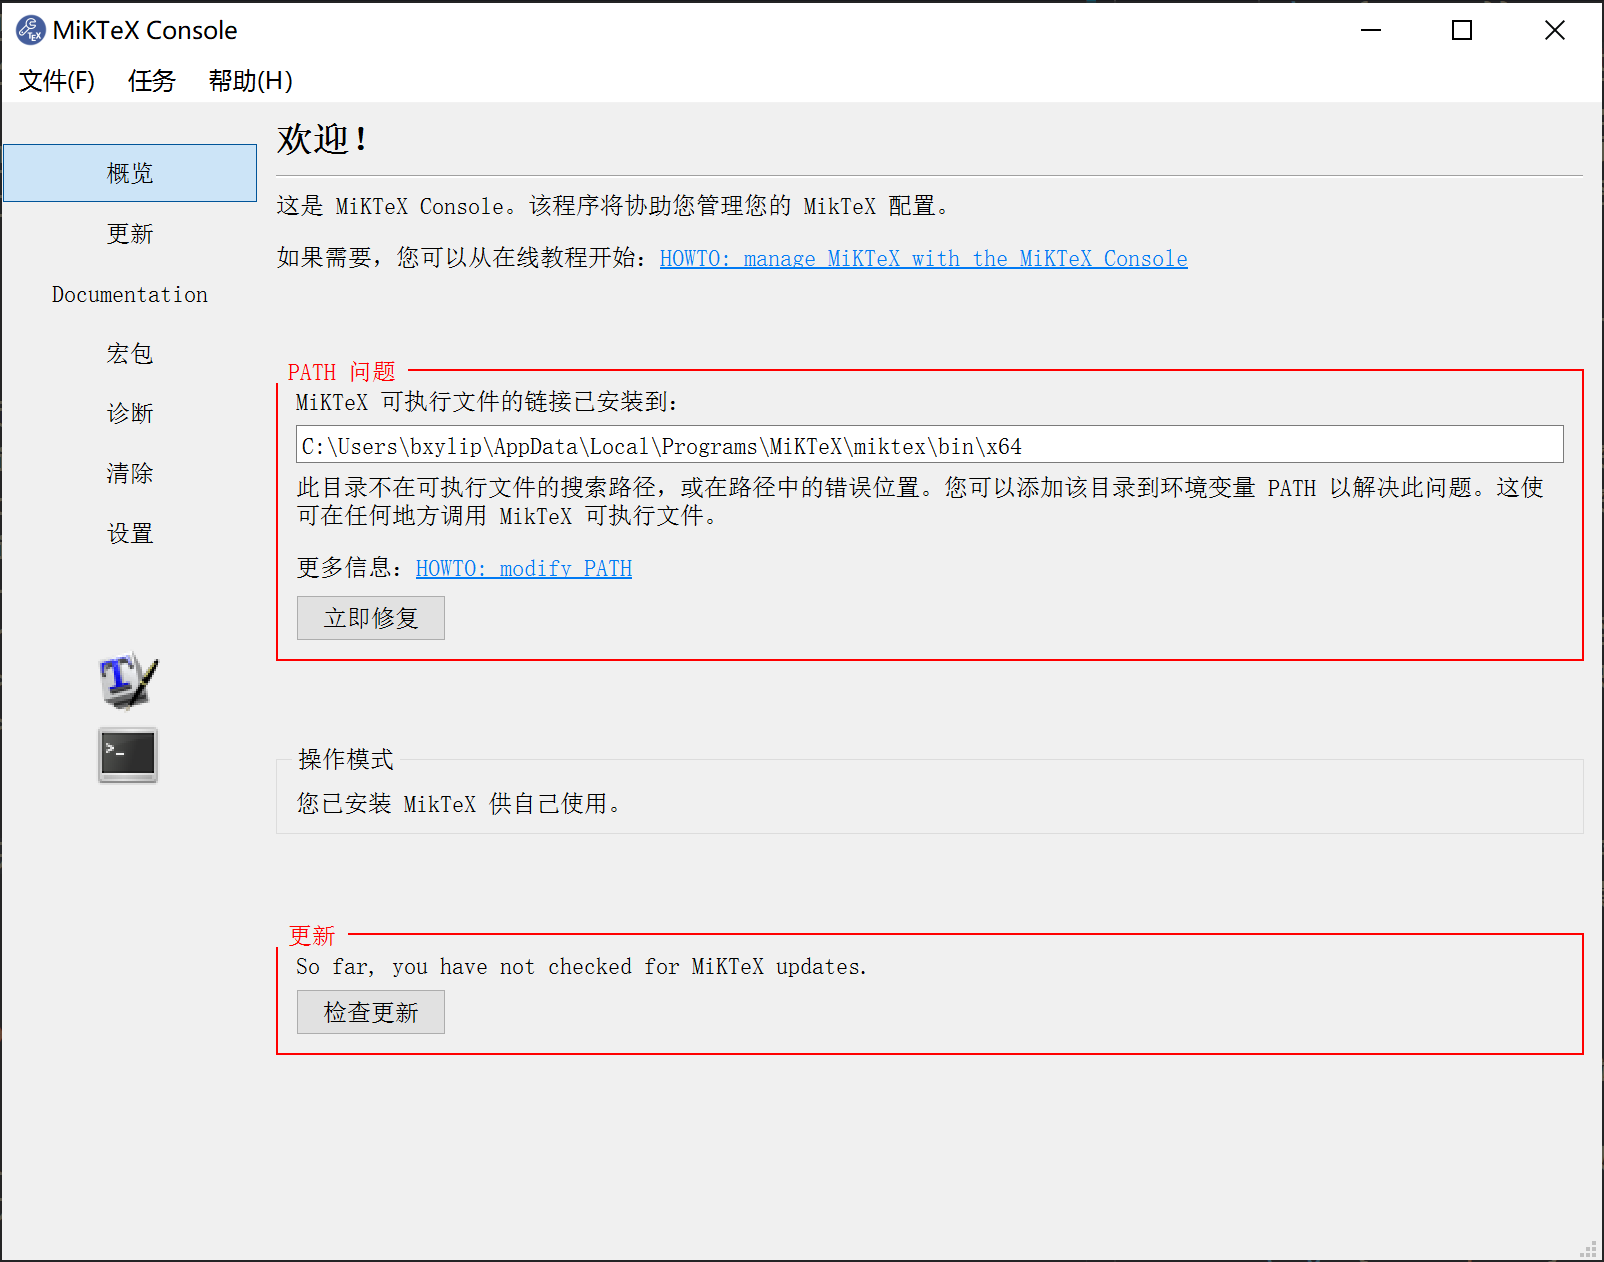 MiKTeX Console
文件(F) 任务 帮助(H)
概览
更新
Documentation
宏包
诊断
清除
设置
欢迎！
这是 MiKTeX Console。该程序将协助您管理您的 MikTeX 配置。
如果需要，您可以从在线教程开始：HOWTO: manage MiKTeX with the MiKTeX Console
PATH 问题
MiKTeX 可执行文件的链接已安装到：
C:\Users\bxylip\AppData\Local\Programs\MiKTeX\miktex\bin\x64
此目录不在可执行文件的搜索路径，或在路径中的错误位置。您可以添加该目录到环境变量 PATH 以解决此问题。这使
可在任何地方调用 MikTeX 可执行文件。
更多信息：HOWTO: modify PATH
立即修复
操作模式
您已安装 MikTeX 供自己使用。
更新
So far, you have not checked for MiKTeX updates.
检查更新